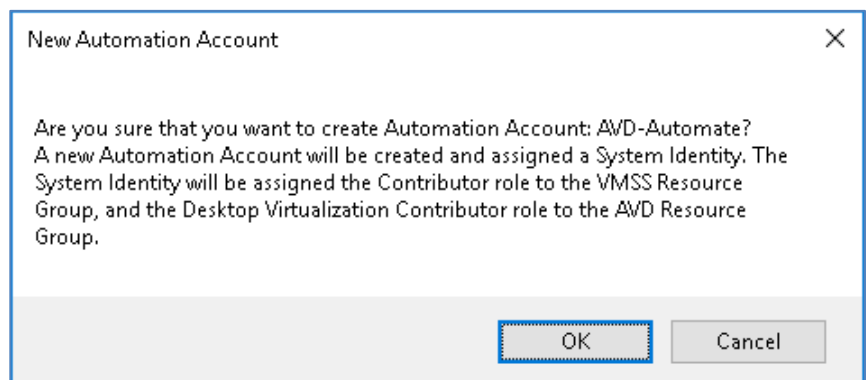 New Automation Account
Are you sure that you want to create Automation Account: AVD-Automate?
A new Automation Account will be created and assigned a System Identity. The
System Identity will be assigned the Contributor role to the VMSS Resource
Group, and the Desktop Virtualization Contributor role to the AVD Resource
Group.
OK
Cancel